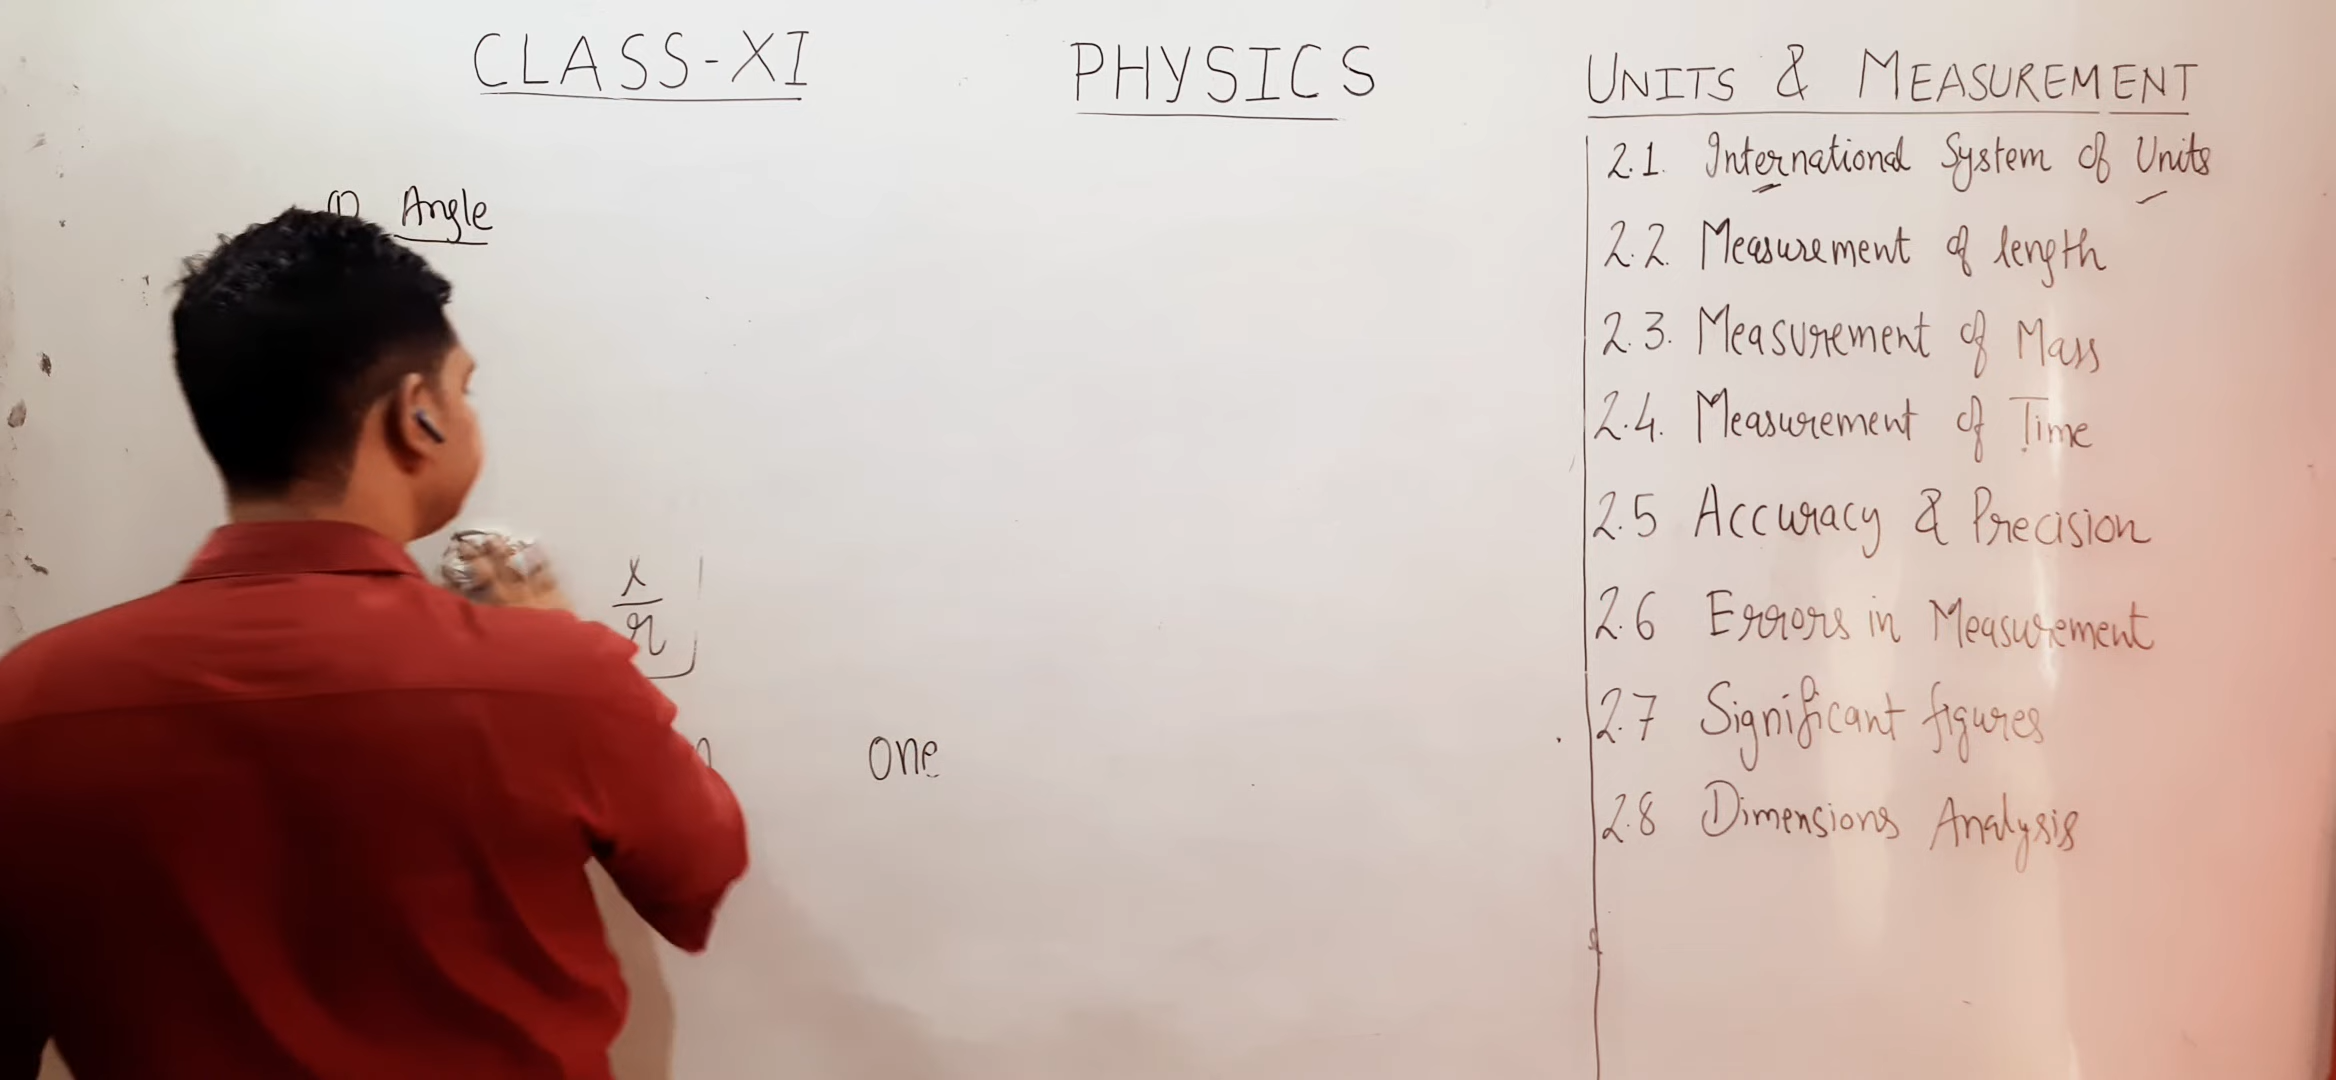 CLASS-XI PHYSICS UNITS & MEASUREMENT
① Angle
x
r
one
2.1. International System of Units
2.2. Measurement of length
2.3. Measurement of Mass
2.4. Measurement of Time
2.5 Accuracy & Precision
2.6 Errors in Measurement
2.7 Significant figures
2.8 Dimensions Analysis